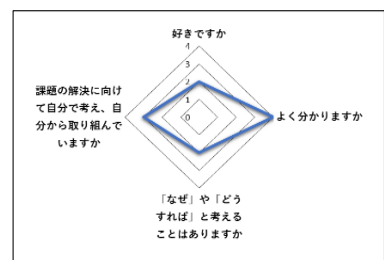 好きですか
4
3
2
1
0
課題の解決に向け
て自分で考え、自
分から取り組んで
いますか
よく分かりますか
「なぜ」や「どう
すれば」と考える
ことはありますか